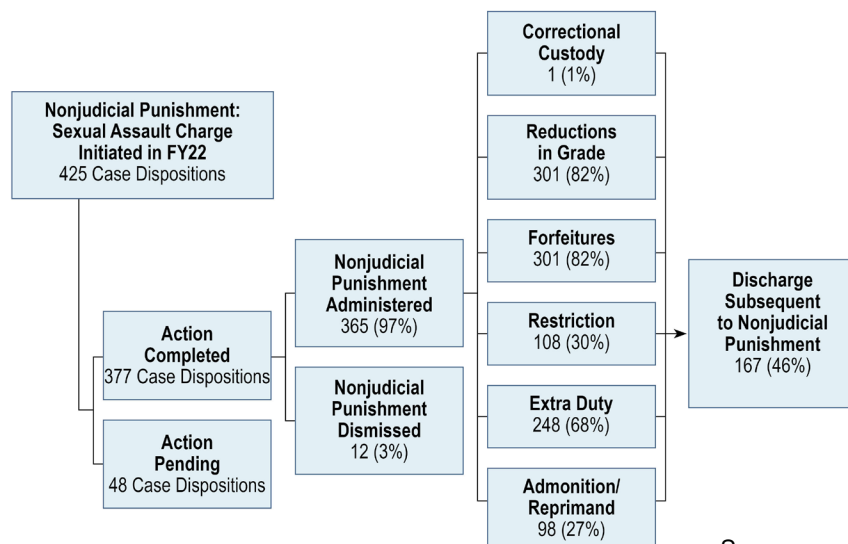 Nonjudicial Punishment:
Sexual Assault Charge
Initiated in FY22
425 Case Dispositions
Action
Completed
377 Case Dispositions
Action
Pending
48 Case Dispositions
Nonjudicial
Punishment
Administered
365 (97%)
Nonjudicial
Punishment
Dismissed
12 (3%)
Correctional
Custody
1 (1%)
Reductions
in Grade
301 (82%)
Forfeitures
301 (82%)
Restriction
108 (30%)
Extra Duty
248 (68%)
Admonition/
Reprimand
98 (27%)
Discharge
Subsequent
to Nonjudicial
Punishment
167 (46%)